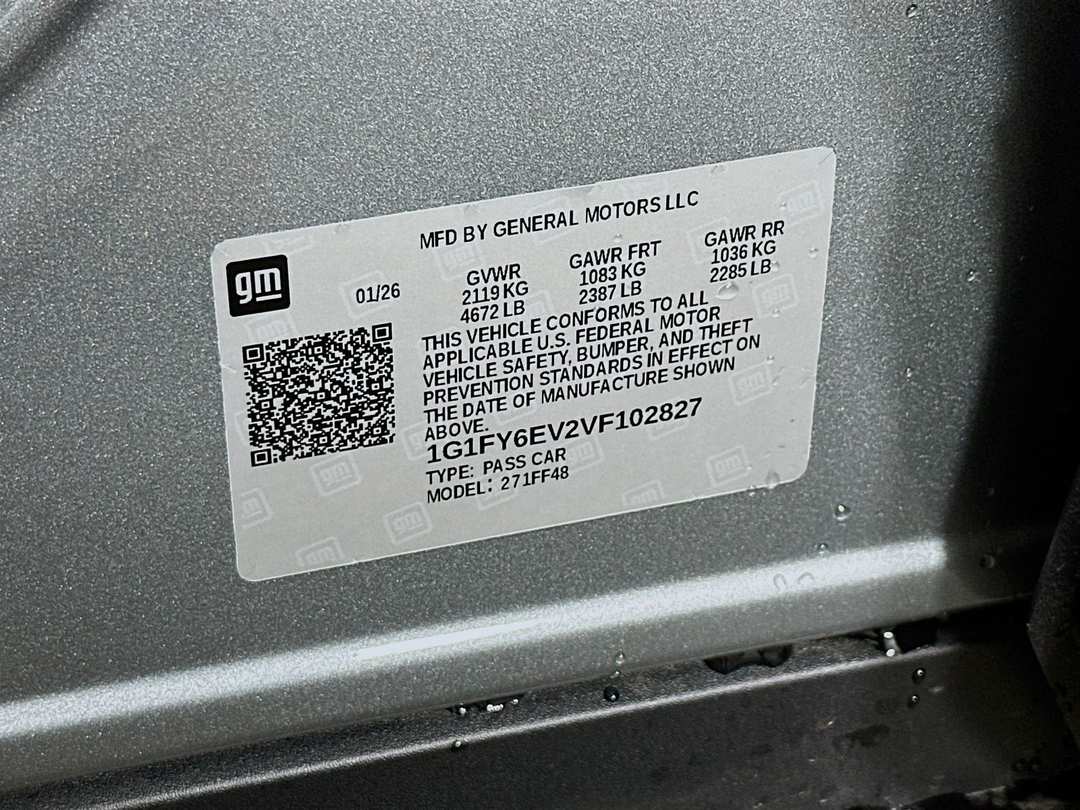 MFD BY GENERAL MOTORS LLC
gm
01/26
GVWR
2119 KG
4672 LB
GAWR FRT
1083 KG
2387 LB
GAWR RR
1036 KG
2285 LB
THIS VEHICLE CONFORMS TO ALL
APPLICABLE U.S. FEDERAL MOTOR
VEHICLE SAFETY, BUMPER, AND THEFT
PREVENTION STANDARDS IN EFFECT ON
THE DATE OF MANUFACTURE SHOWN
ABOVE.
1G1FY6EV2VF102827
TYPE: PASS CAR
MODEL: 271FF48